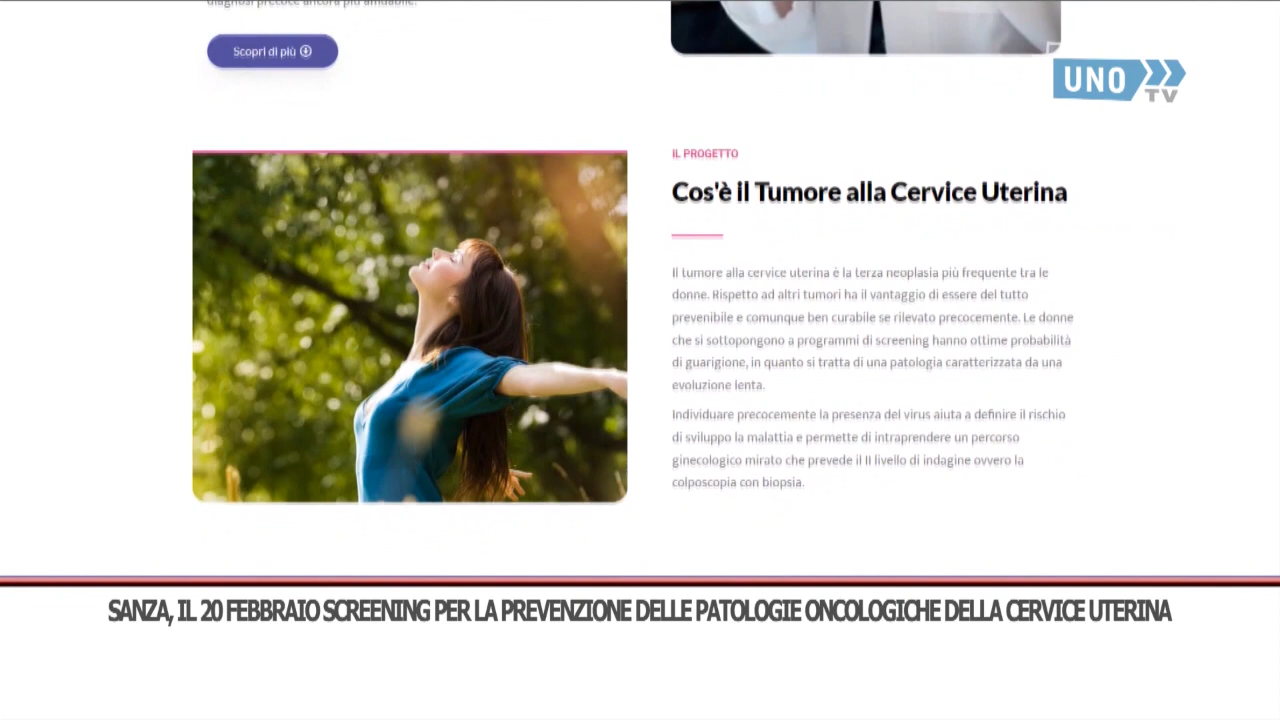 diagnosi precoce ancora più affidabile.
Scopri di più
UNO
TV
IL PROGETTO
Cos'è il Tumore alla Cervice Uterina
Il tumore alla cervice uterina è la terza neoplasia più frequente tra le
donne. Rispetto ad altri tumori ha il vantaggio di essere del tutto
prevenibile e comunque ben curabile se rilevato precocemente. Le donne
che si sottopongono a programmi di screening hanno ottime probabilità
di guarigione, in quanto si tratta di una patologia caratterizzata da una
evoluzione lenta.
Individuare precocemente la presenza del virus aiuta a definire il rischio
di sviluppo la malattia e permette di intraprendere un percorso
ginecologico mirato che prevede il II livello di indagine ovvero la
colposcopia con biopsia.
SANZA, IL 20 FEBBRAIO SCREENING PER LA PREVENZIONE DELLE PATOLOGIE ONCOLOGICHE DELLA CERVICE UTERINA